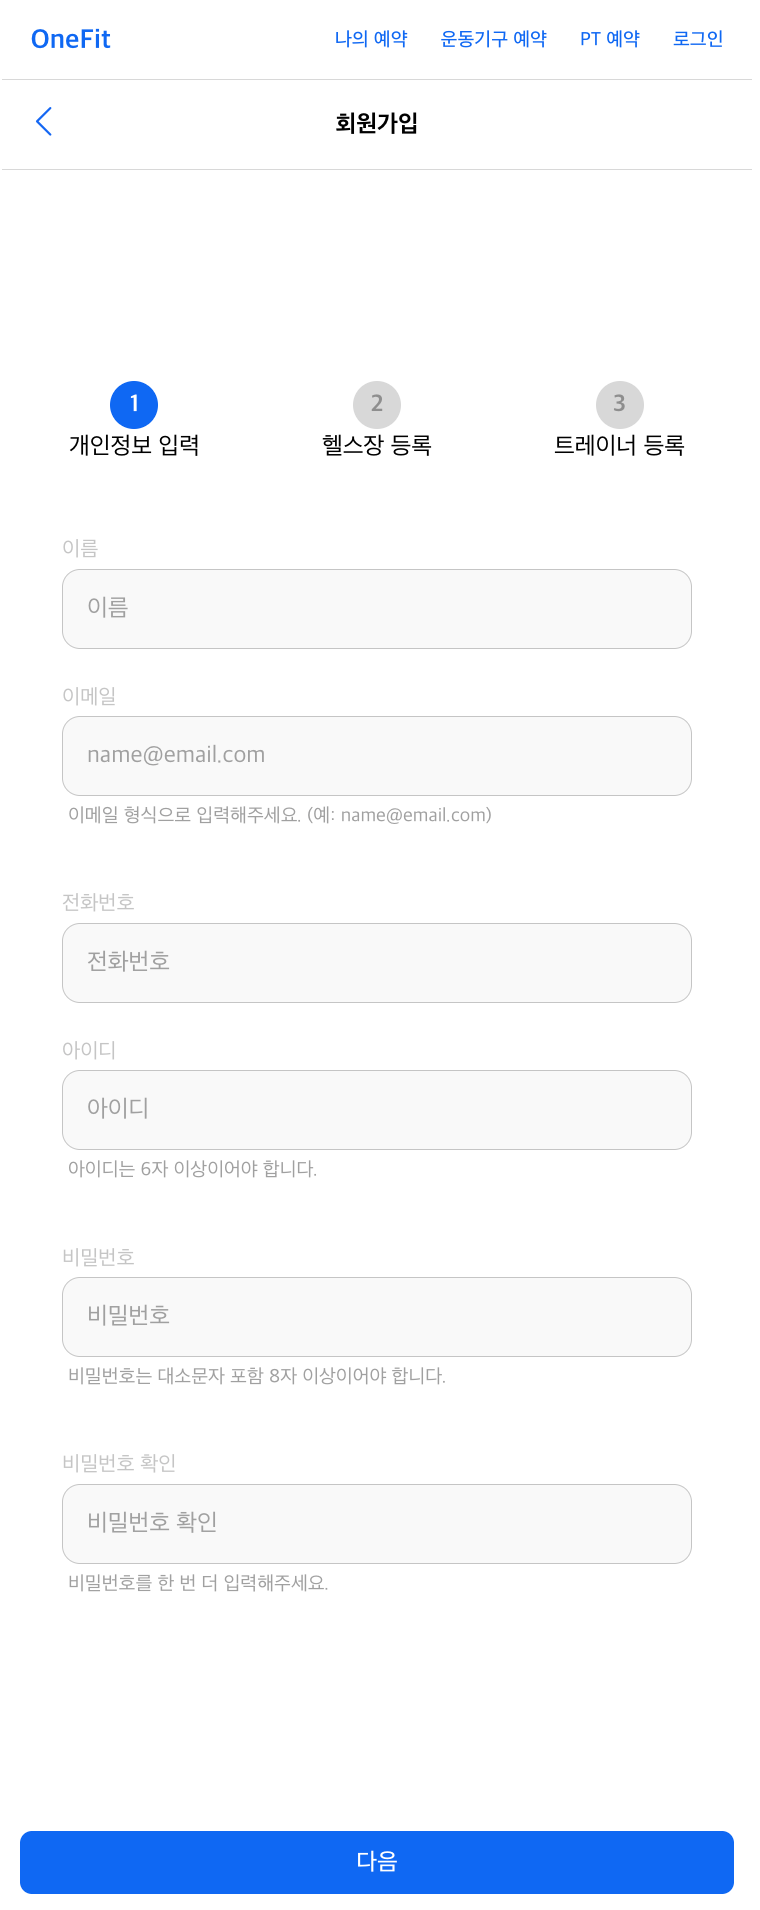 OneFit 나의 예약 운동기구 예약 PT 예약 로그인
회원가입
1 2 3
개인정보 입력 헬스장 등록 트레이너 등록
이름
이름
이메일
name@email.com
이메일 형식으로 입력해주세요. (예: name@email.com)
전화번호
전화번호
아이디
아이디
아이디는 6자 이상이어야 합니다.
비밀번호
비밀번호
비밀번호는 대소문자 포함 8자 이상이어야 합니다.
비밀번호 확인
비밀번호 확인
비밀번호를 한 번 더 입력해주세요.
다음